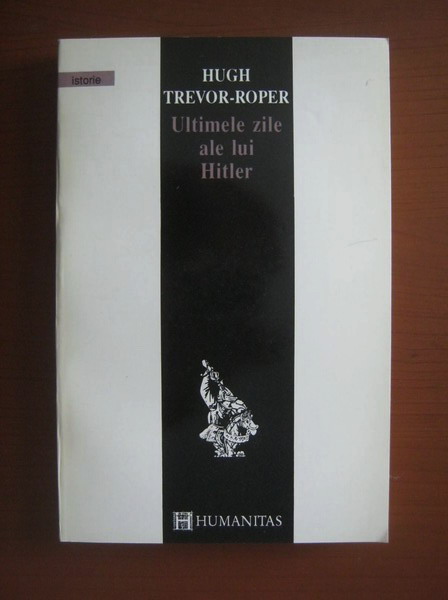 istorie
HUGH
TREVOR-ROPER
Ultimele zile
ale lui
Hitler
HUMANITAS